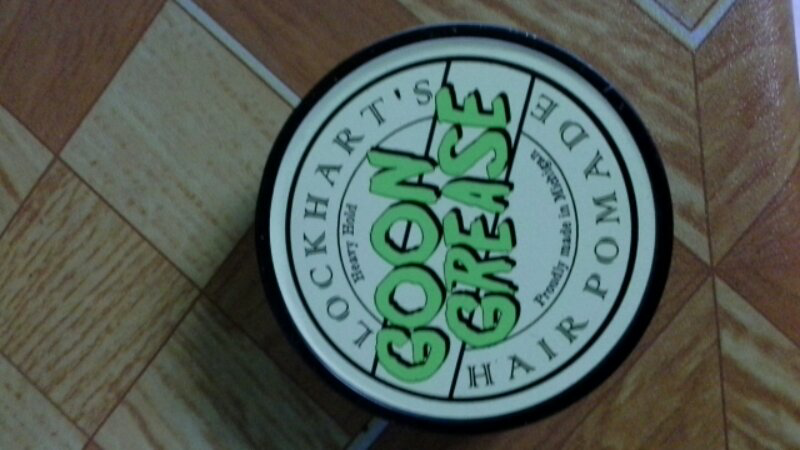 LOCKHART'S
Heavy Hold
GOON
GREASE
Proudly made in Michigan
HAIR POMADE